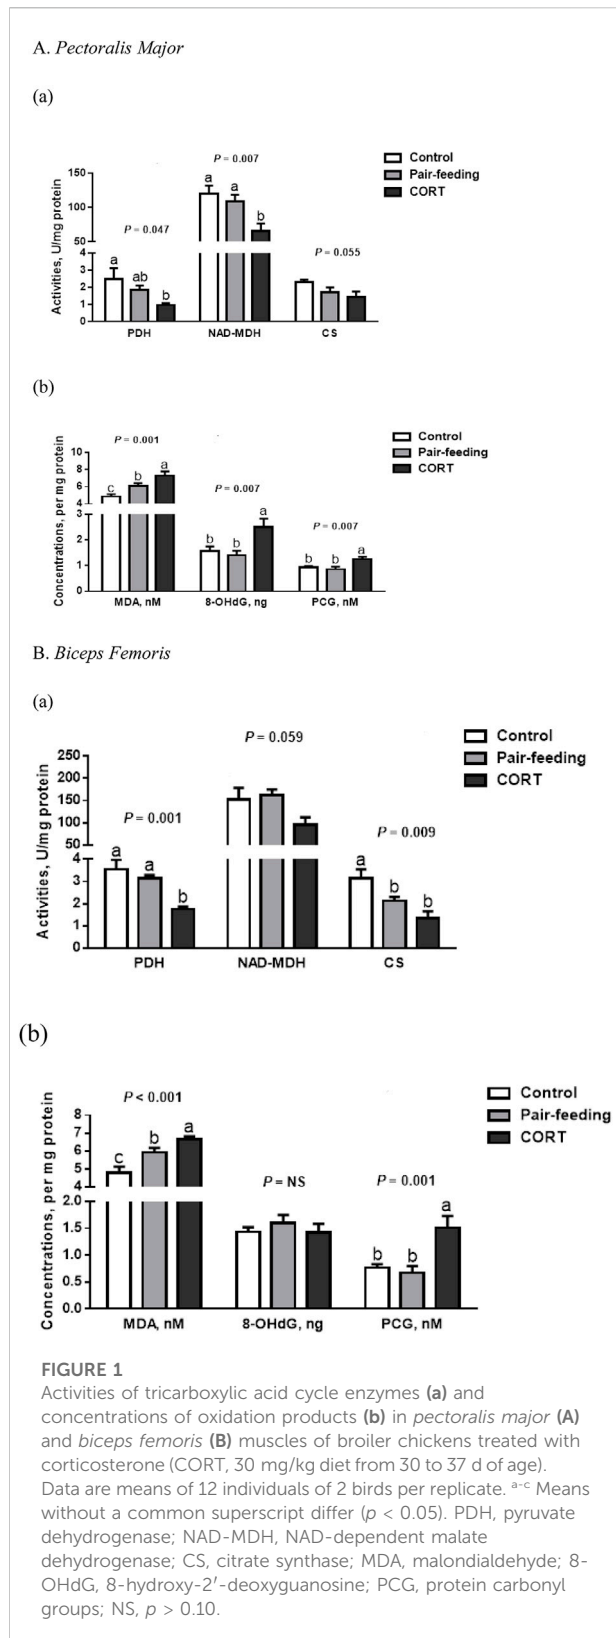 A. Pectoralis Major
(a)
P = 0.007
Control
Pair-feeding
CORT
Activities, U/mg protein
150
100
50
4
3
2
1
0
P = 0.047
P = 0.055
a
ab
b
a
a
b
PDH
NAD-MDH
CS
(b)
Concentrations, per mg protein
10
8
6
4
3
2
1
0
P = 0.001
P = 0.007
P = 0.007
Control
Pair-feeding
CORT
c
b
a
b
b
a
b
b
a
MDA, nM
8-OHdG, ng
PCG, nM
B. Biceps Femoris
(a)
Activities, U/mg protein
250
200
150
100
50
4
3
2
1
0
P = 0.059
P = 0.001
P = 0.009
Control
Pair-feeding
CORT
a
a
b
a
b
b
PDH
NAD-MDH
CS
(b)
Concentrations, per mg protein
8
7
6
5
4
2.0
1.5
1.0
0.5
0.0
P < 0.001
P = NS
P = 0.001
Control
Pair-feeding
CORT
c
b
a
b
b
a
MDA, nM
8-OHdG, ng
PCG, nM
FIGURE 1
Activities of tricarboxylic acid cycle enzymes (a) and
concentrations of oxidation products (b) in pectoralis major (A)
and biceps femoris (B) muscles of broiler chickens treated with
corticosterone (CORT, 30 mg/kg diet from 30 to 37 d of age).
Data are means of 12 individuals of 2 birds per replicate. a-c Means
without a common superscript differ (p < 0.05). PDH, pyruvate
dehydrogenase; NAD-MDH, NAD-dependent malate
dehydrogenase; CS, citrate synthase; MDA, malondialdehyde; 8-
OHdG, 8-hydroxy-2′-deoxyguanosine; PCG, protein carbonyl
groups; NS, p > 0.10.